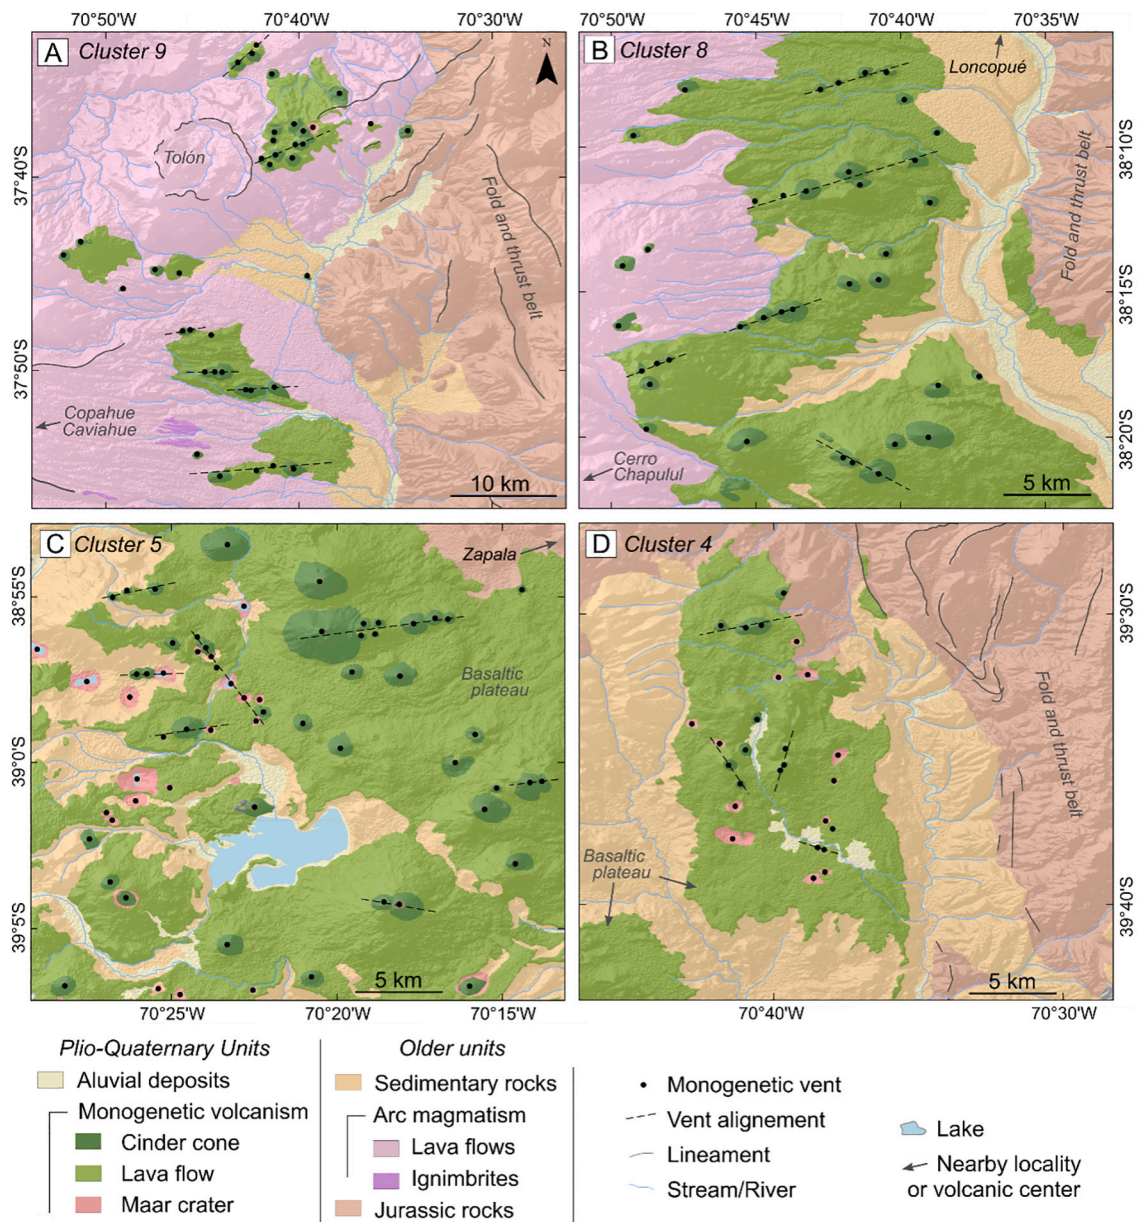 70°50'W 70°40'W 70°30'W 70°50'W 70°45'W 70°40'W 70°35'W
A Cluster 9
N
Tolón
Fold and thrust belt
Copahue
Caviahue
10 km
37°40'S
37°50'S
B Cluster 8
Loncopué
Fold and thrust belt
Cerro
Chapulul
5 km
38°10'S
38°15'S
38°20'S
C Cluster 5
Zapala
Basaltic
plateau
5 km
38°55'S
39°0'S
39°5'S
D Cluster 4
Fold and thrust belt
Basaltic
plateau
5 km
39°30'S
39°40'S
70°25'W 70°20'W 70°15'W 70°40'W 70°30'W
Plio-Quaternary Units
Aluvial deposits
Monogenetic volcanism
Cinder cone
Lava flow
Maar crater
Older units
Sedimentary rocks
Arc magmatism
Lava flows
Ignimbrites
Jurassic rocks
Monogenetic vent
Vent alignement
Lineament
Stream/River
Lake
Nearby locality
or volcanic center